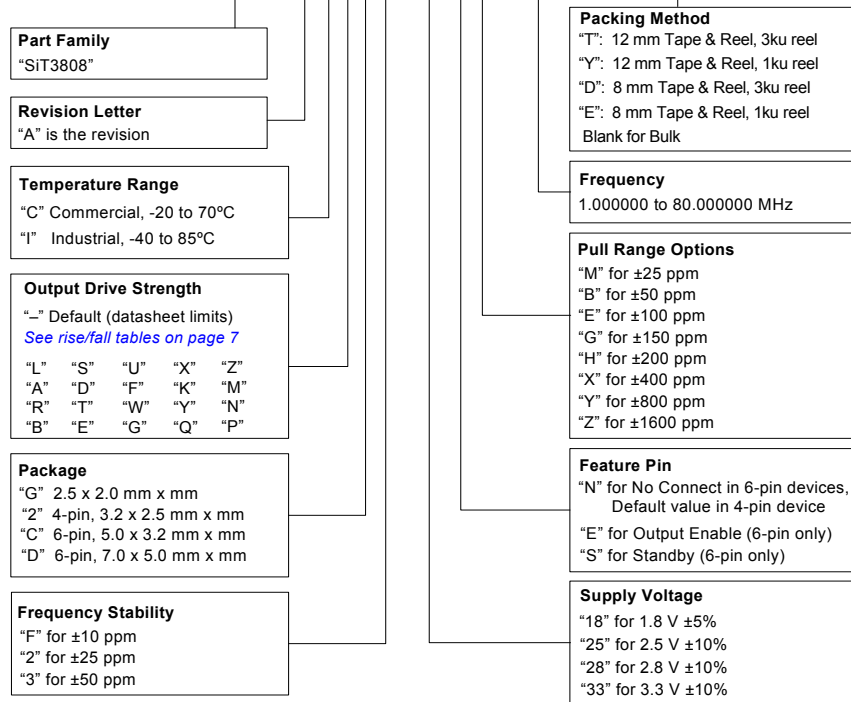 Part Family
“SiT3808”
Revision Letter
“A” is the revision
Temperature Range
“C” Commercial, -20 to 70ºC
“I” Industrial, -40 to 85ºC
Output Drive Strength
“–” Default (datasheet limits)
See rise/fall tables on page 7
“L” “S” “U” “X” “Z”
“A” “D” “F” “K” “M”
“R” “T” “W” “Y” “N”
“B” “E” “G” “Q” “P”
Package
“G” 2.5 x 2.0 mm x mm
“2” 4-pin, 3.2 x 2.5 mm x mm
“C” 6-pin, 5.0 x 3.2 mm x mm
“D” 6-pin, 7.0 x 5.0 mm x mm
Frequency Stability
“F” for ±10 ppm
“2” for ±25 ppm
“3” for ±50 ppm
Packing Method
“T”: 12 mm Tape & Reel, 3ku reel
“Y”: 12 mm Tape & Reel, 1ku reel
“D”: 8 mm Tape & Reel, 3ku reel
“E”: 8 mm Tape & Reel, 1ku reel
Blank for Bulk
Frequency
1.000000 to 80.000000 MHz
Pull Range Options
“M” for ±25 ppm
“B” for ±50 ppm
“E” for ±100 ppm
“G” for ±150 ppm
“H” for ±200 ppm
“X” for ±400 ppm
“Y” for ±800 ppm
“Z” for ±1600 ppm
Feature Pin
“N” for No Connect in 6-pin devices,
Default value in 4-pin device
“E” for Output Enable (6-pin only)
“S” for Standby (6-pin only)
Supply Voltage
“18” for 1.8 V ±5%
“25” for 2.5 V ±10%
“28” for 2.8 V ±10%
“33” for 3.3 V ±10%